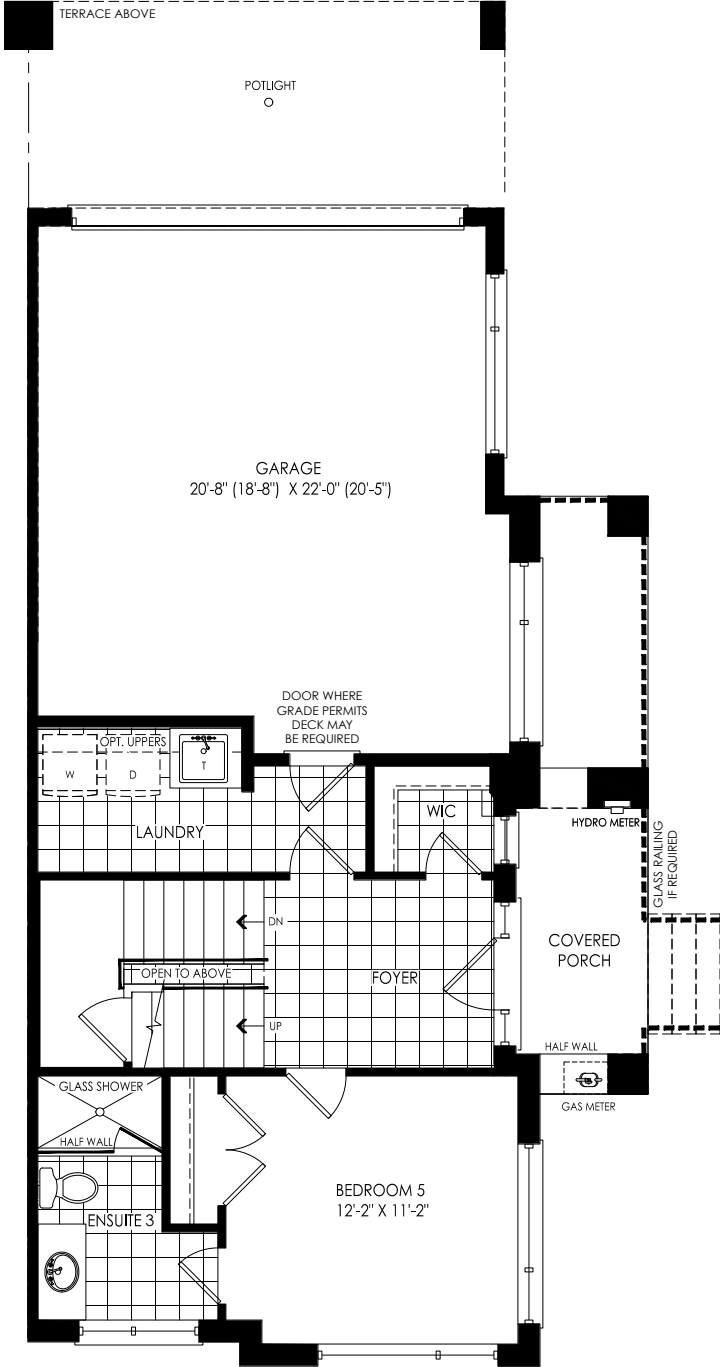 TERRACE ABOVE
POTLIGHT
GARAGE
20'-8" (18'-8") X 22'-0" (20'-5")
DOOR WHERE
GRADE PERMITS
DECK MAY
BE REQUIRED
OPT. UPPERS
W
D
T
LAUNDRY
WIC
HYDRO METER
GLASS RAILING
IF REQUIRED
DN
OPEN TO ABOVE
FOYER
COVERED
PORCH
UP
HALF WALL
GAS METER
GLASS SHOWER
HALF WALL
ENSUITE 3
BEDROOM 5
12'-2" X 11'-2"